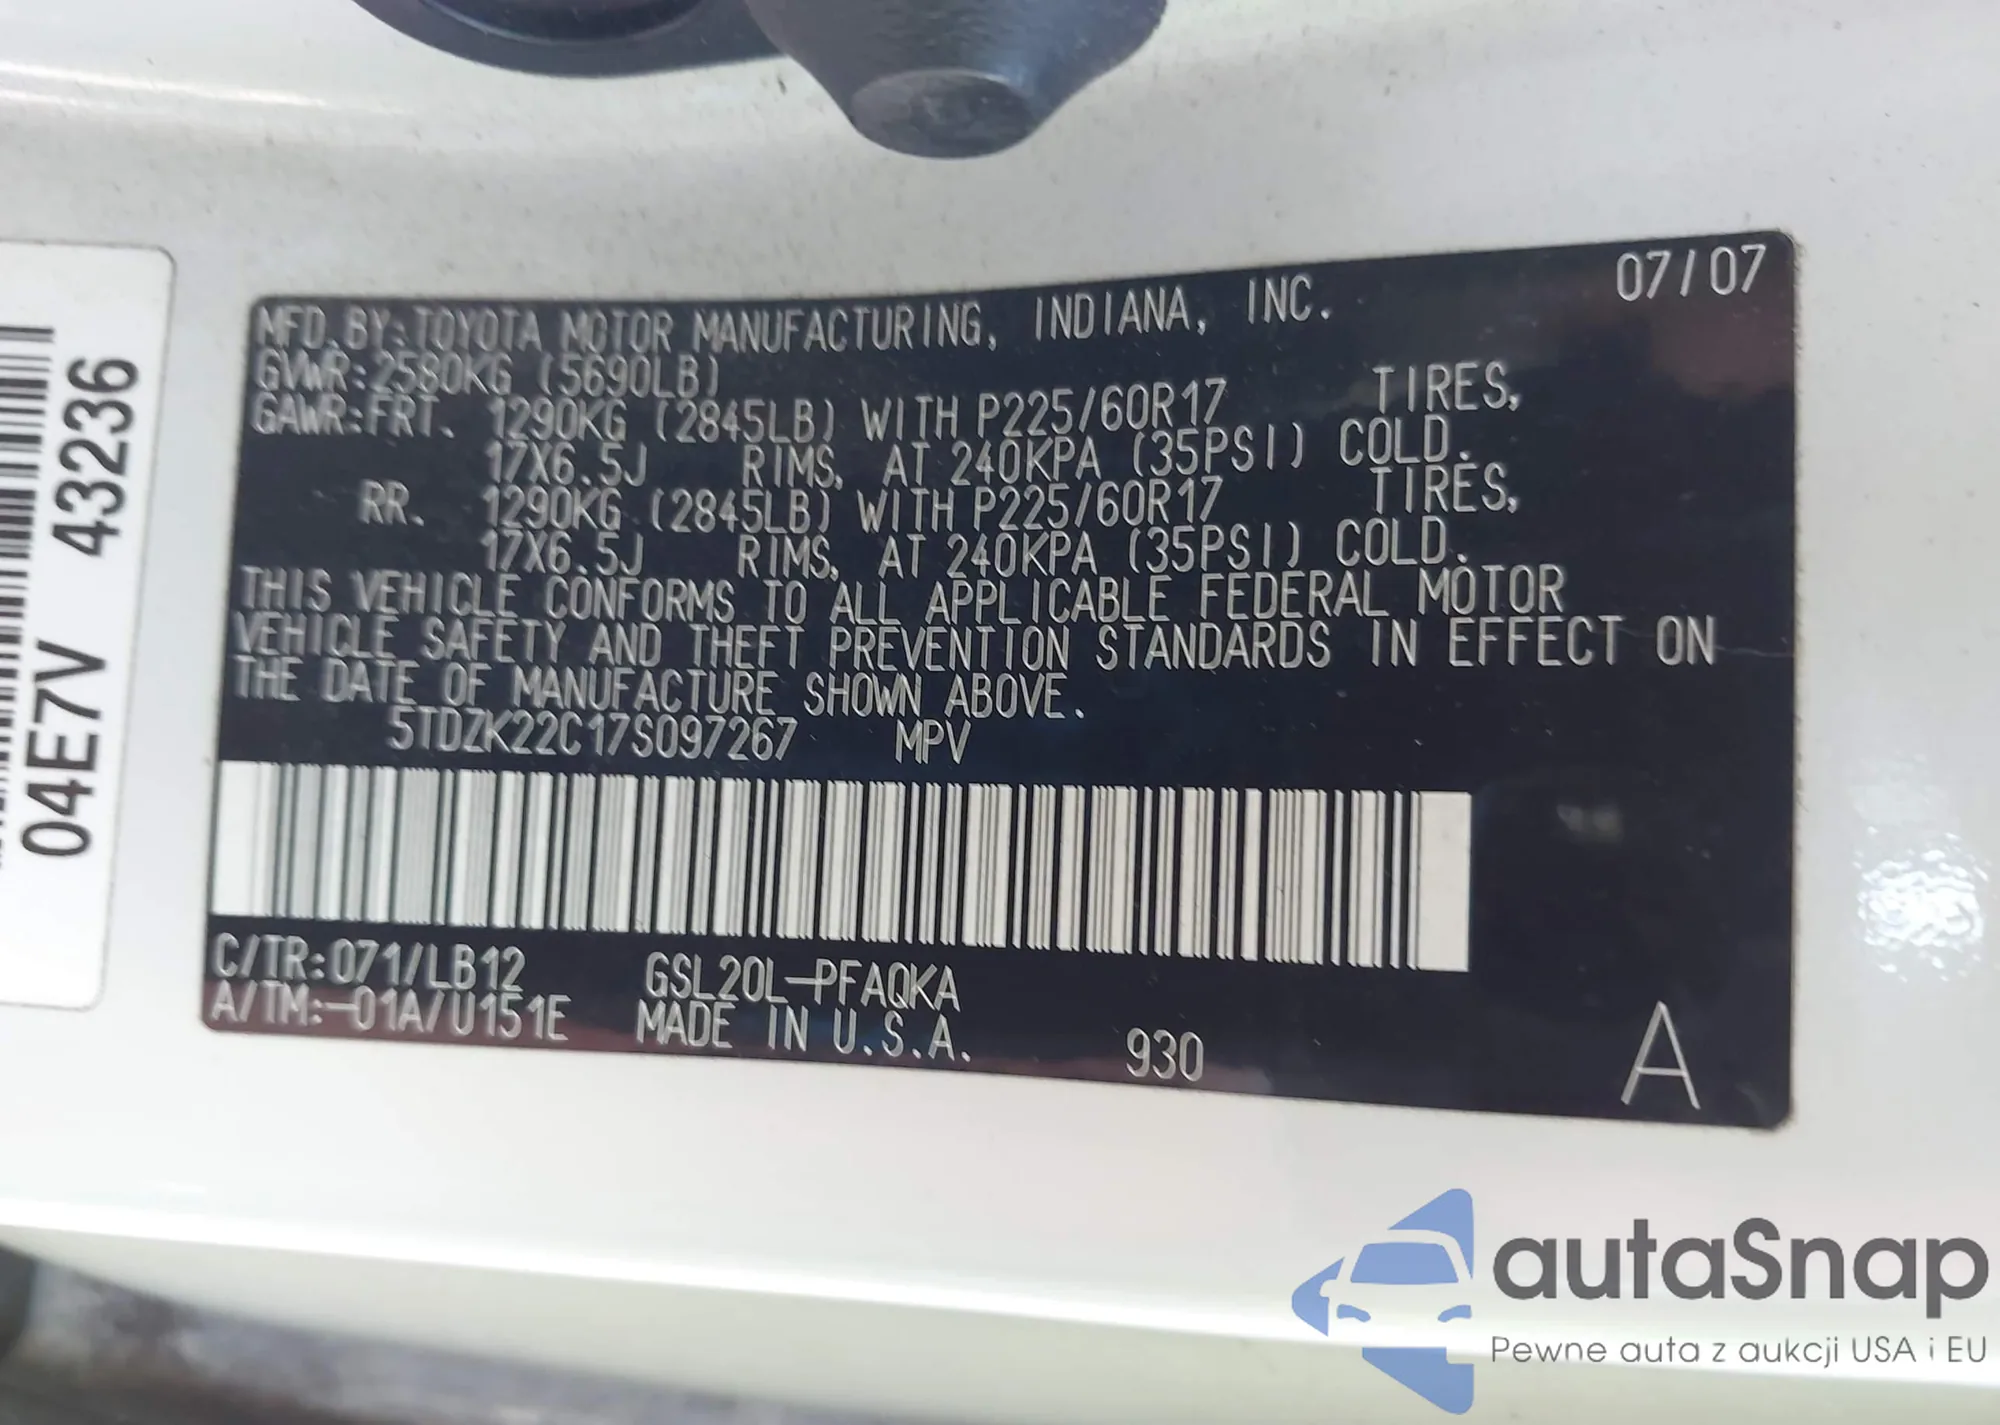 07/07
MFD.BY:TOYOTA MOTOR MANUFACTURING, INDIANA, INC.
GVWR:2580KG (5690LB)
GAWR:FRT. 1290KG (2845LB) WITH P225/60R17 TIRES,
17X6.5J RIMS, AT 240KPA (35PSI) COLD.
RR. 1290KG (2845LB) WITH P225/60R17 TIRES,
17X6.5J RIMS, AT 240KPA (35PSI) COLD.
THIS VEHICLE CONFORMS TO ALL APPLICABLE FEDERAL MOTOR
VEHICLE SAFETY AND THEFT PREVENTION STANDARDS IN EFFECT ON
THE DATE OF MANUFACTURE SHOWN ABOVE.
5TDZK22C17S097267 MPV
C/TR:071/LB12 GSL20L-PFAQKA
A/TM:-01A/U151E MADE IN U.S.A. 930 A
04E7V 43236
autaSnap
Pewne auta z aukcji USA i EU